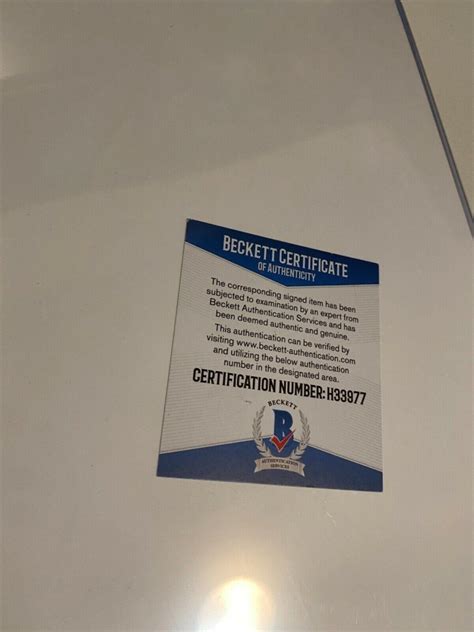 BECKETT CERTIFICATE
OF AUTHENTICITY
The corresponding signed item has been
subjected to examination by an expert from
Beckett Authentication Services and has
been deemed authentic and genuine.
This authentication can be verified by
visiting www.beckett-authentication.com
and utilizing the below authentication
number in the designated area.
CERTIFICATION NUMBER: H33977
BECKETT
B
AUTHENTICATION
SERVICES